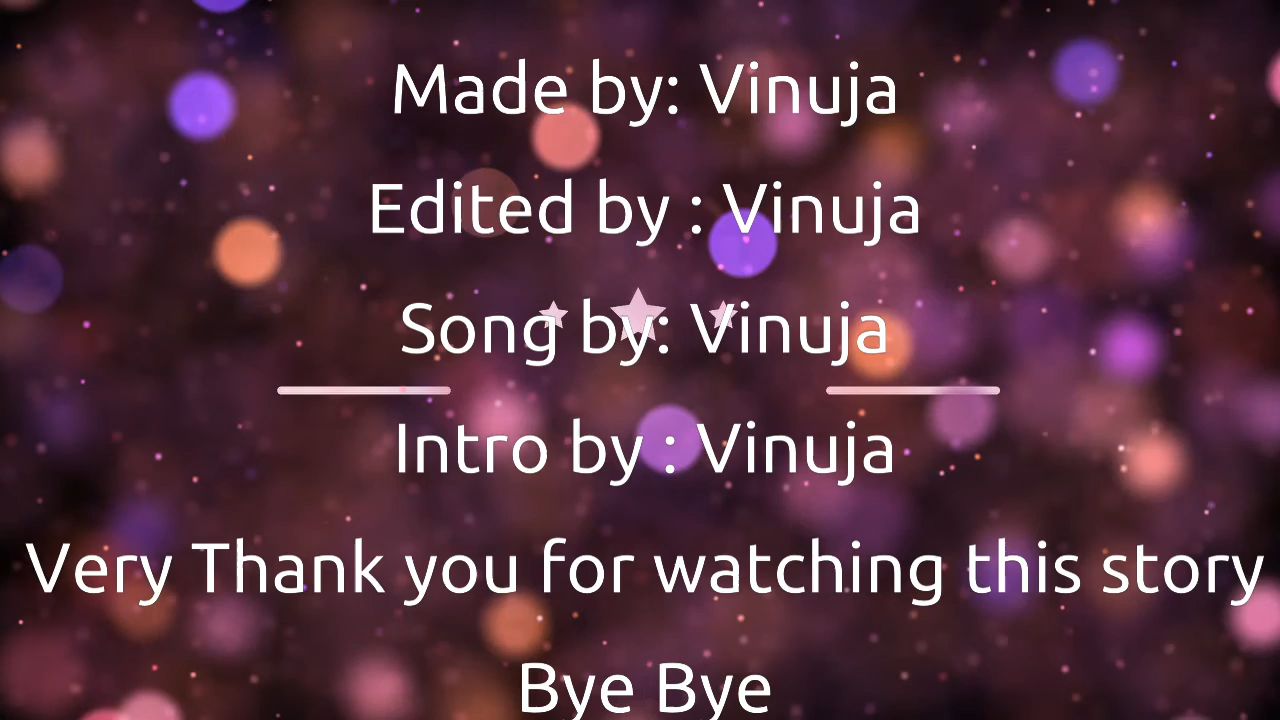 Made by: Vinuja
Edited by : Vinuja
Song by: Vinuja
Intro by : Vinuja
Very Thank you for watching this story
Bye Bye